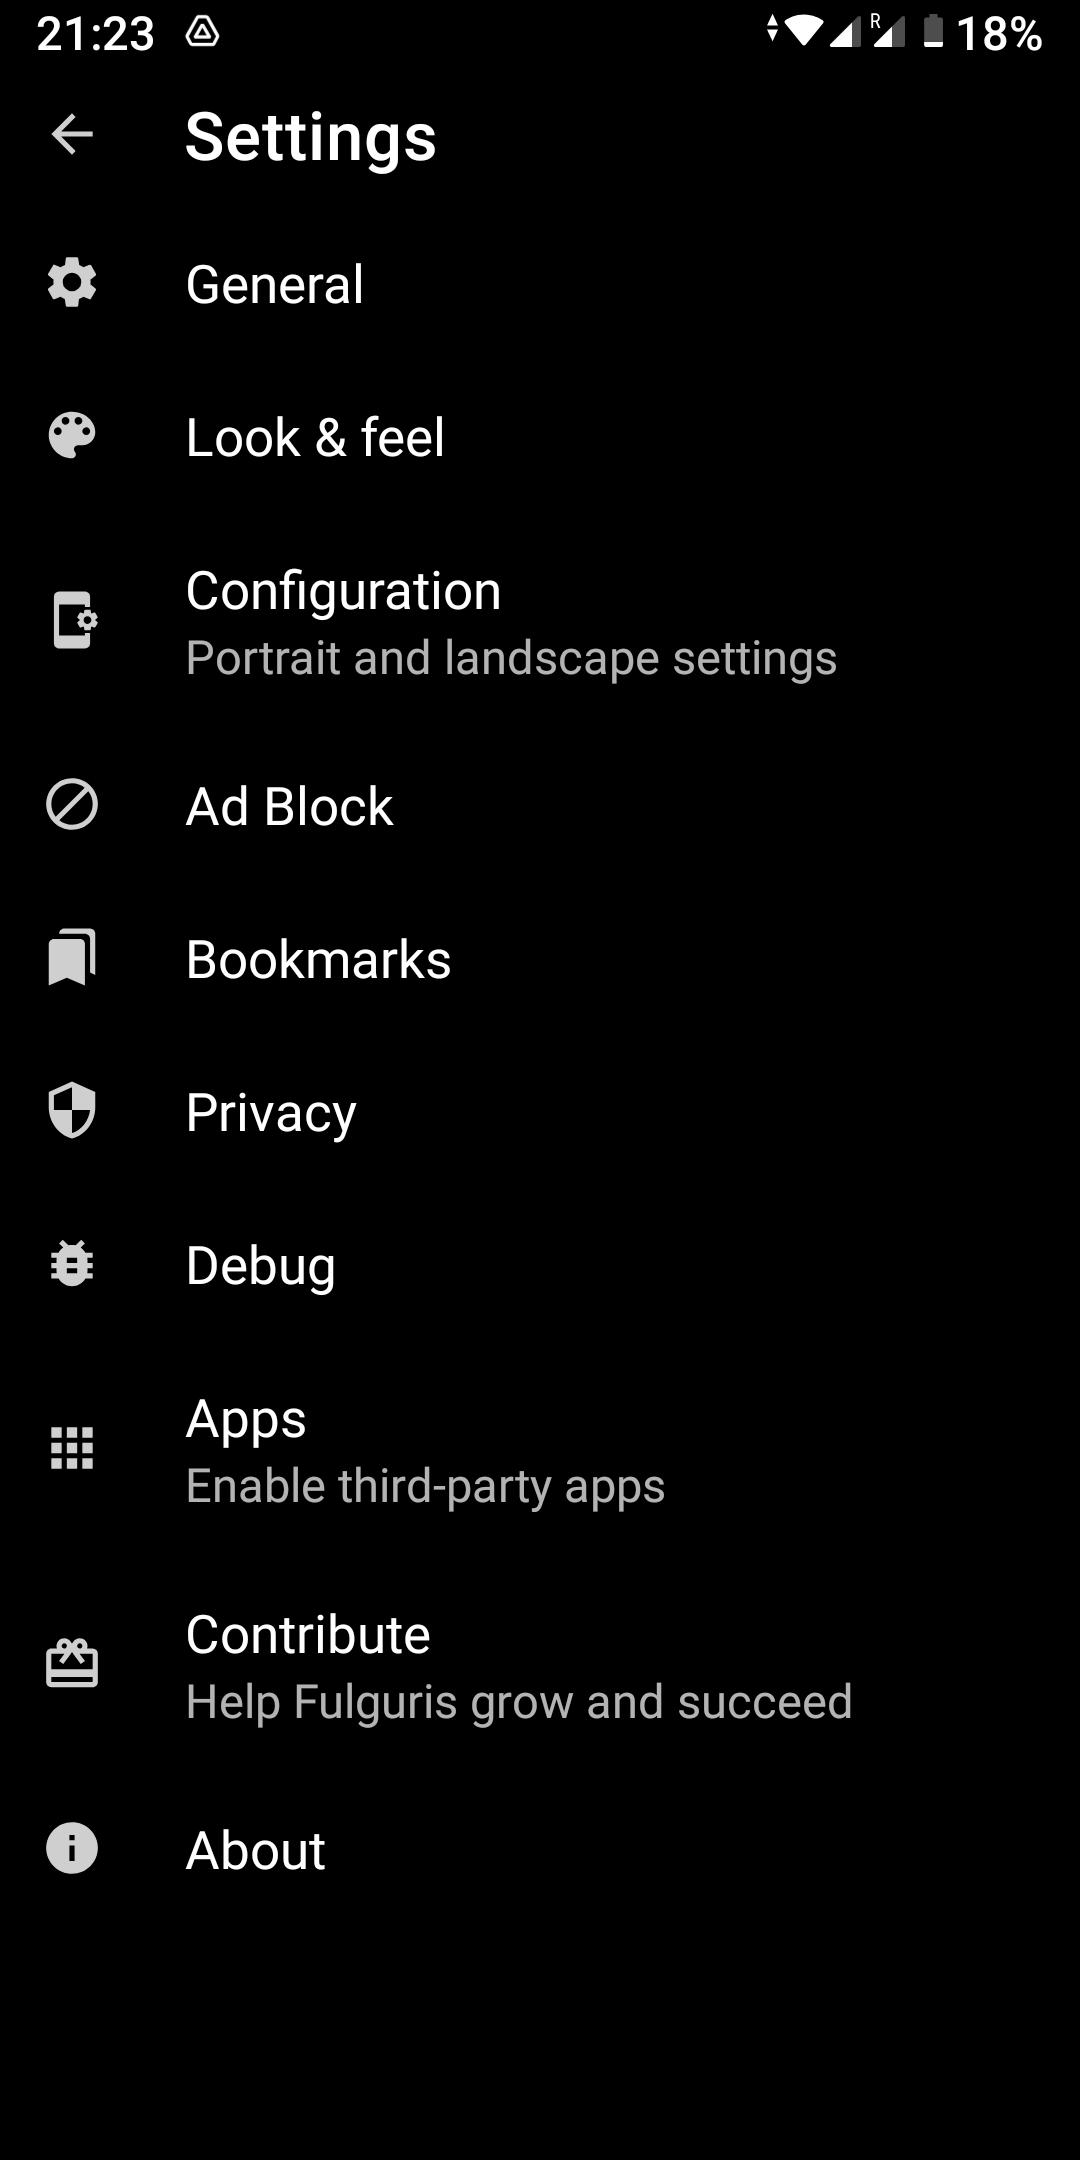 21:23 R 18%
Settings
General
Look & feel
Configuration
Portrait and landscape settings
Ad Block
Bookmarks
Privacy
Debug
Apps
Enable third-party apps
Contribute
Help Fulguris grow and succeed
About